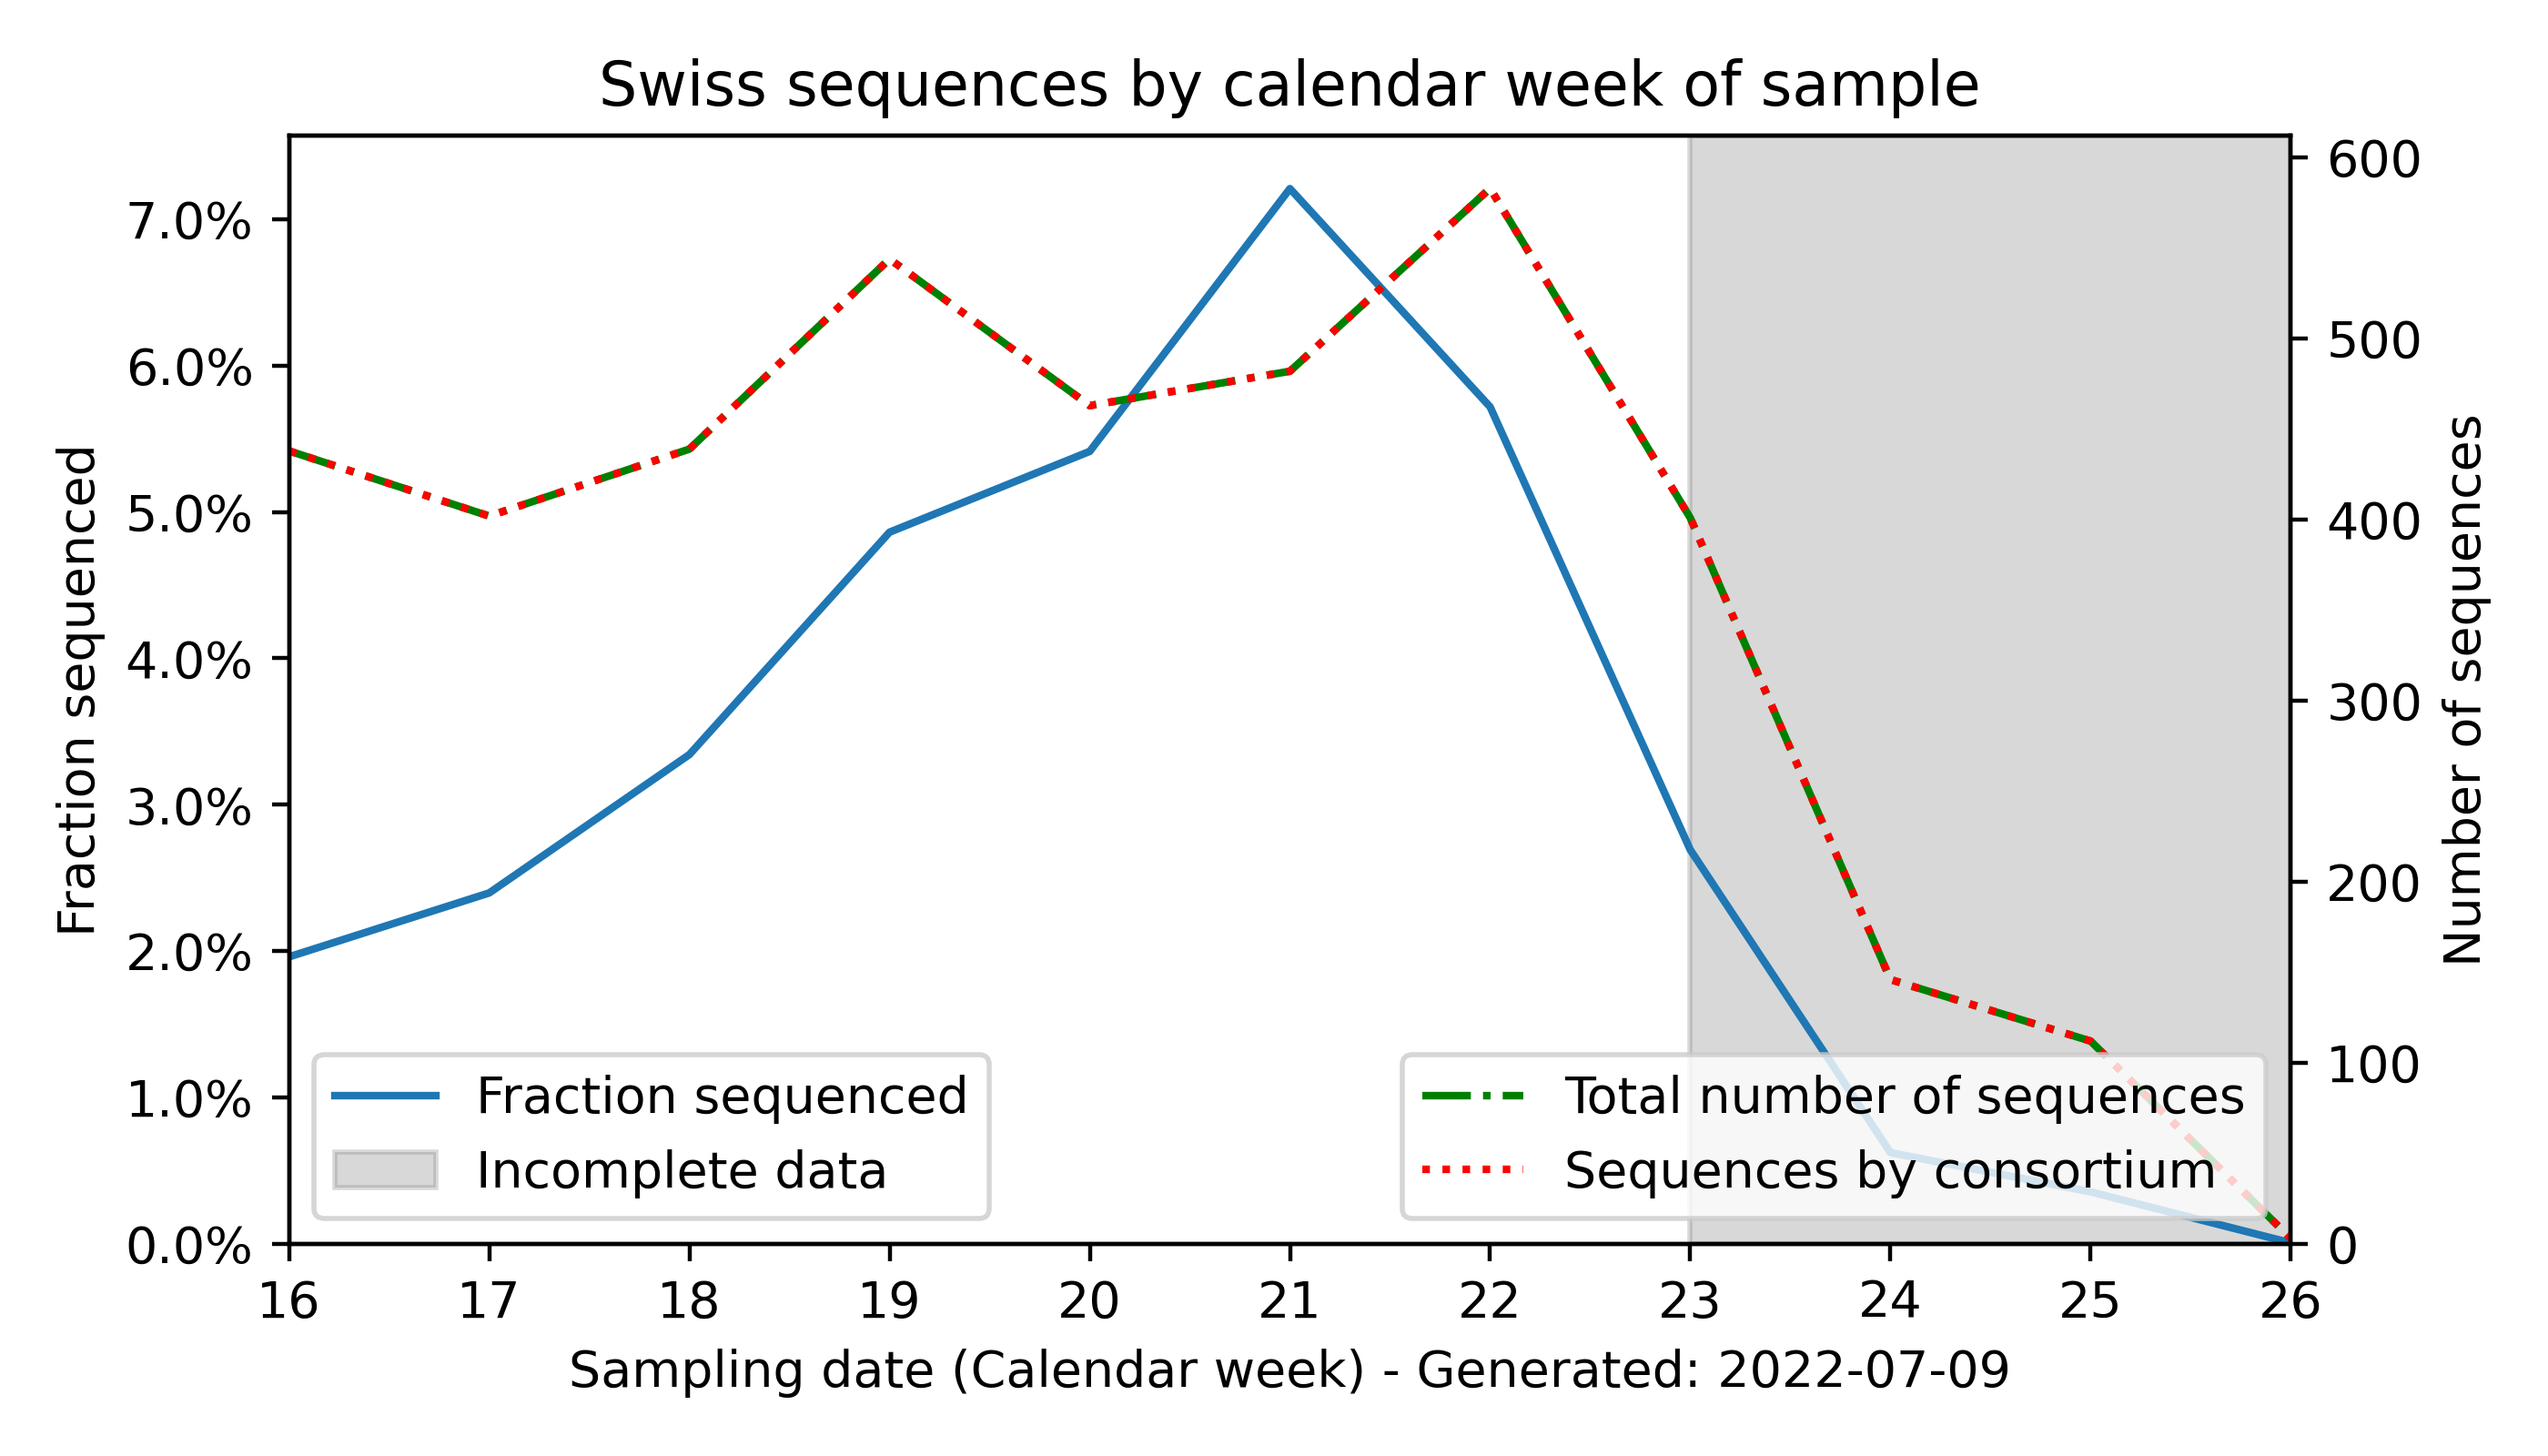 Swiss sequences by calendar week of sample
Fraction sequenced
7.0%
6.0%
5.0%
4.0%
3.0%
2.0%
1.0%
0.0%
600
500
400
300
200
100
0
Number of sequences
Fraction sequenced
Incomplete data
Total number of sequences
Sequences by consortium
16 17 18 19 20 21 22 23 24 25 26
Sampling date (Calendar week) - Generated: 2022-07-09